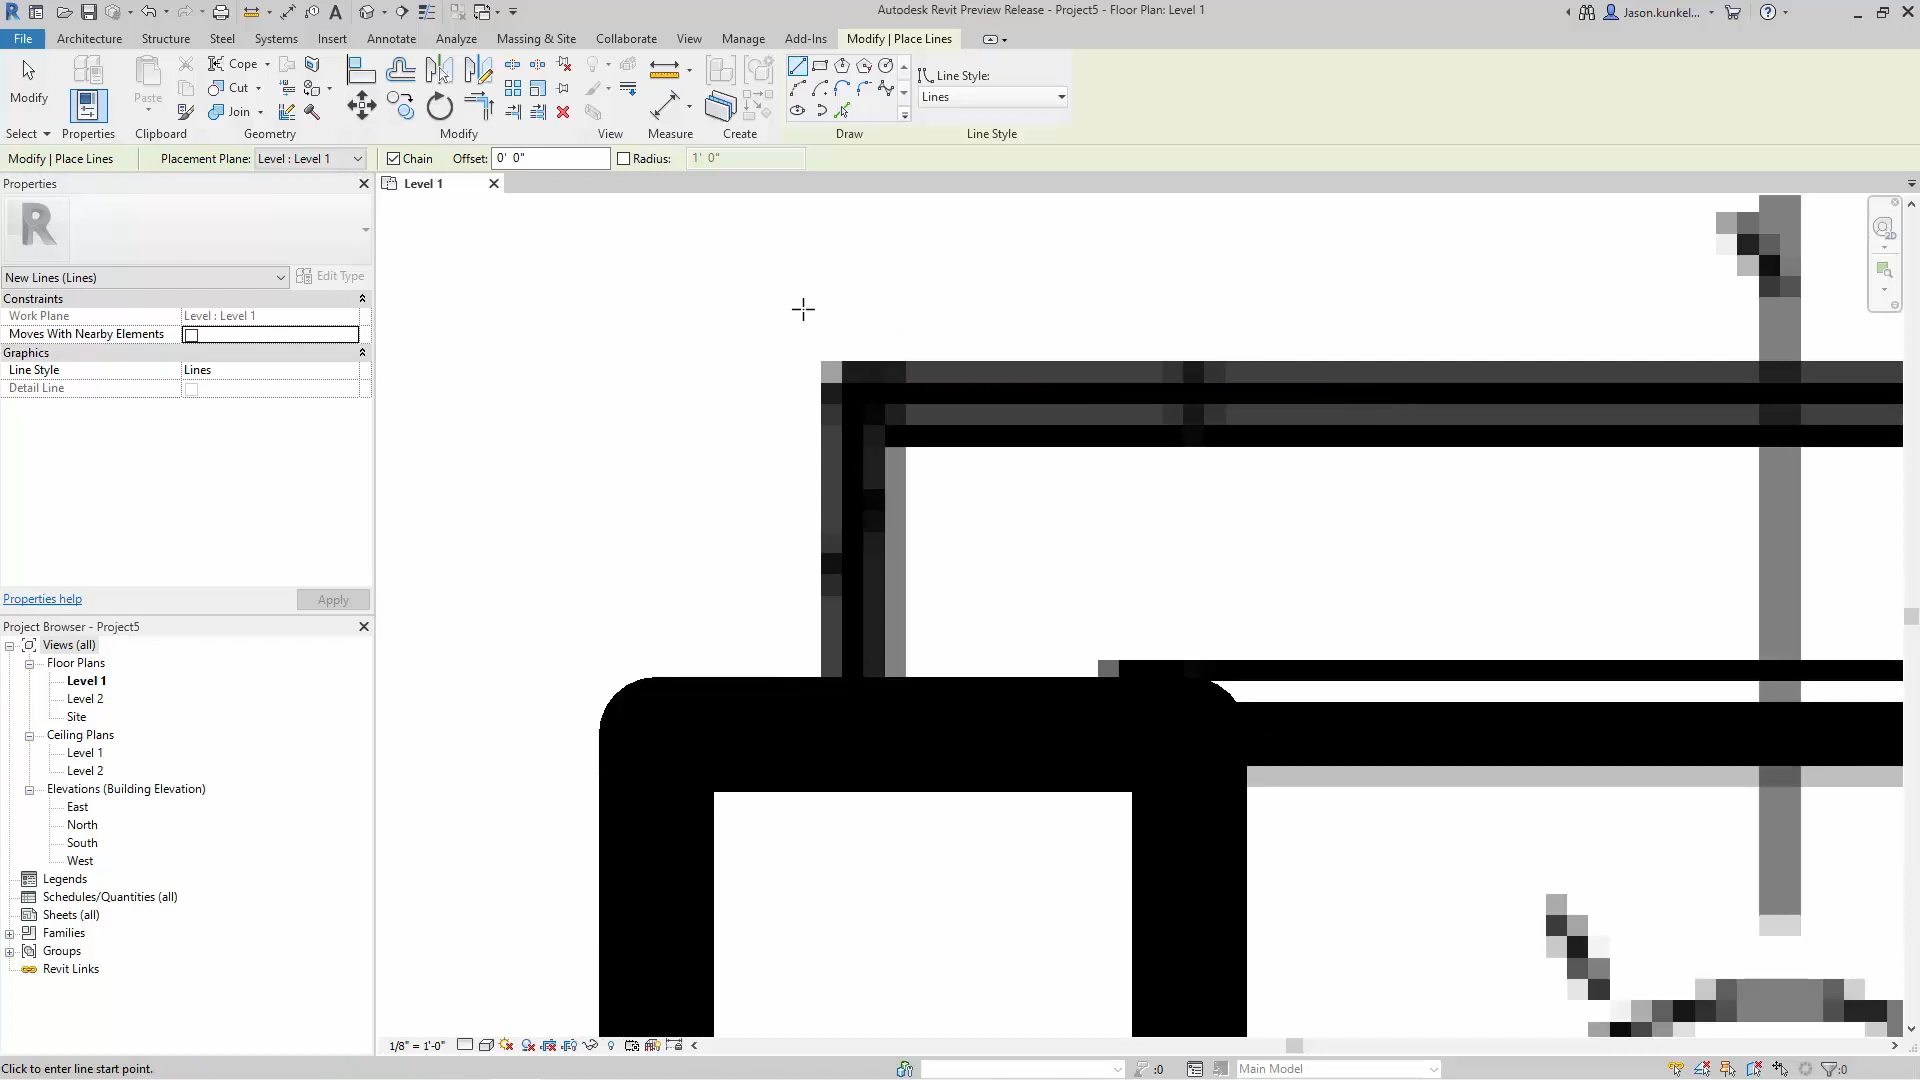 Autodesk Revit Preview Release - Project5 - Floor Plan: Level 1
Jason.kunkel...
File Architecture Structure Steel Systems Insert Annotate Analyze Massing & Site Collaborate View Manage Add-Ins Modify | Place Lines
Modify
Paste
Cope
Cut
Join
Line Style:
Lines
Select Properties Clipboard Geometry Modify View Measure Create Draw Line Style
Modify | Place Lines Placement Plane: Level : Level 1 Chain Offset: 0' 0" Radius: 1' 0"
Properties
Level 1
R
New Lines (Lines) Edit Type
Constraints
Work Plane Level : Level 1
Moves With Nearby Elements
Graphics
Line Style Lines
Detail Line
Properties help Apply
Project Browser - Project5
Views (all)
Floor Plans
Level 1
Level 2
Site
Ceiling Plans
Level 1
Level 2
Elevations (Building Elevation)
East
North
South
West
Legends
Schedules/Quantities (all)
Sheets (all)
Families
Groups
Revit Links
2D
1/8" = 1'-0"
Click to enter line start point.
:0
Main Model
:0